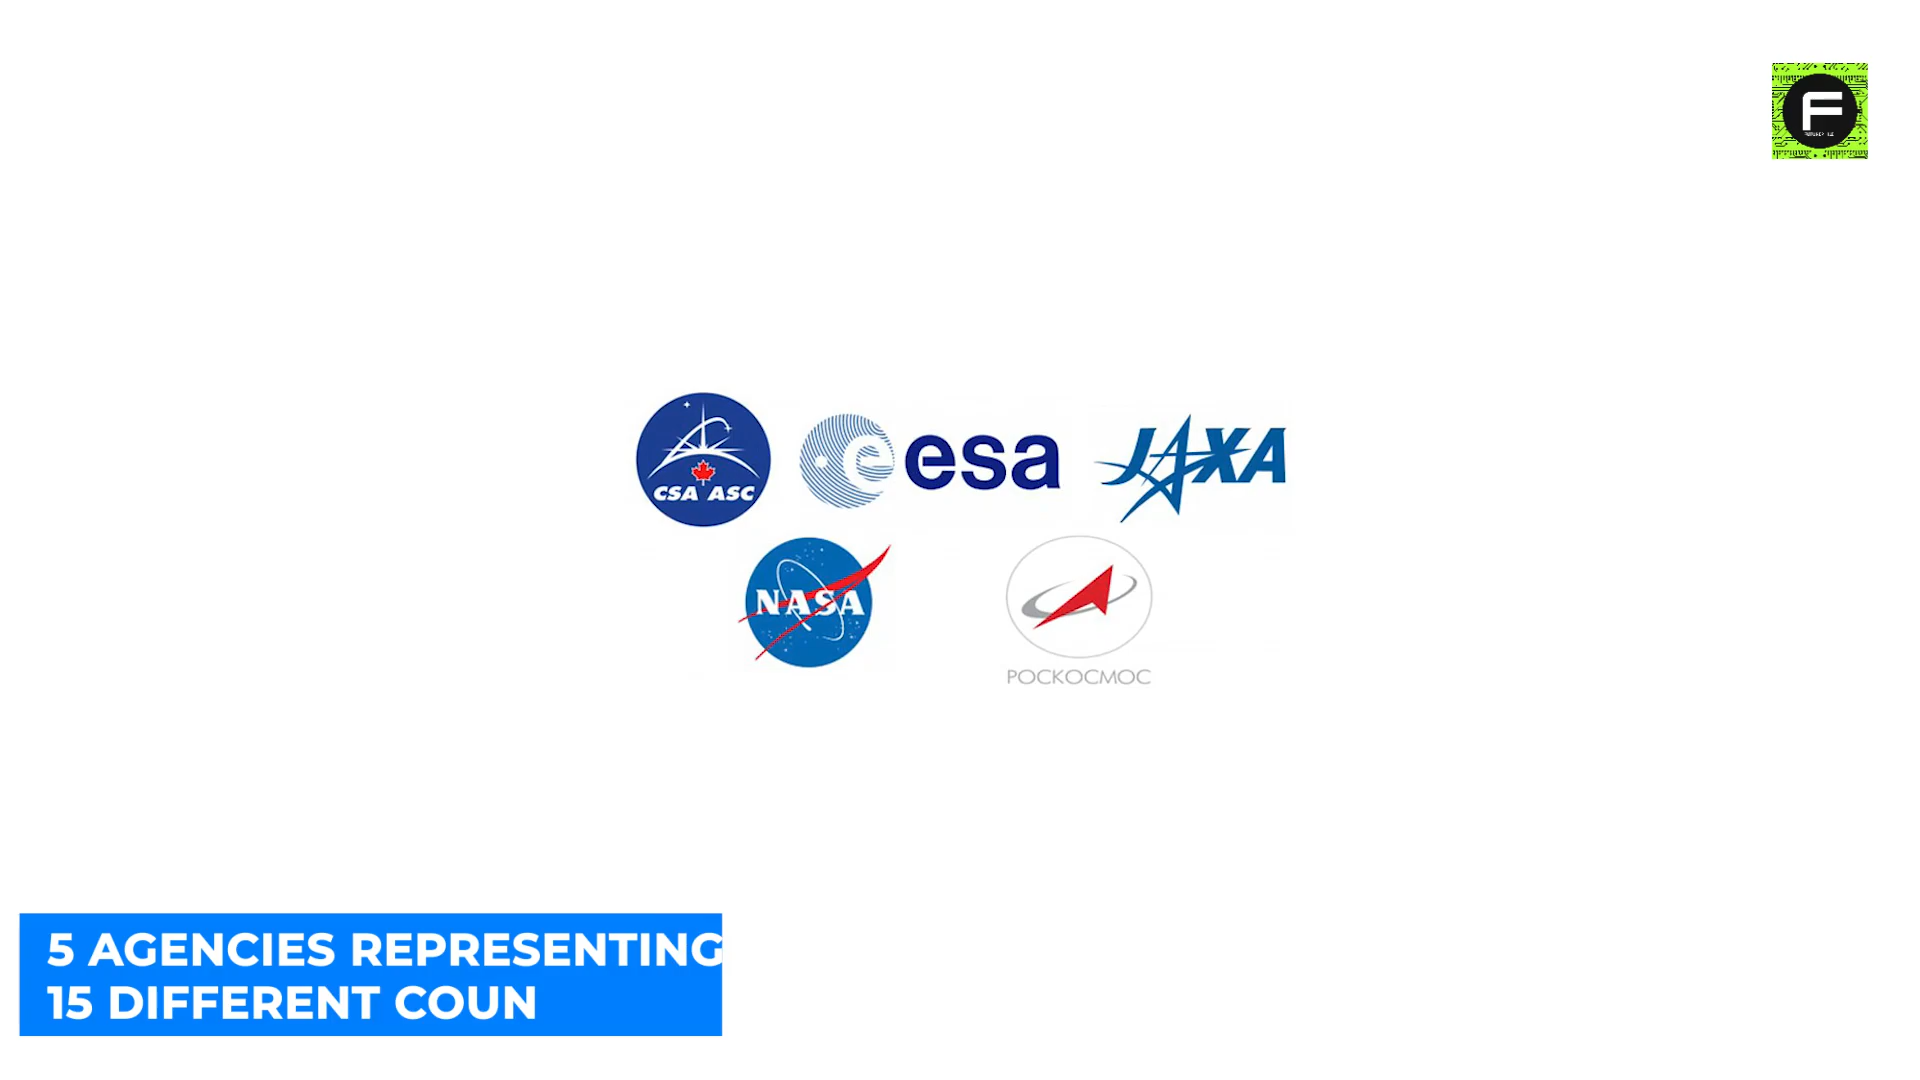 F
CSA ASC
e esa
JAXA
NASA
РОСКОСМОС
5 AGENCIES REPRESENTING
15 DIFFERENT COUN